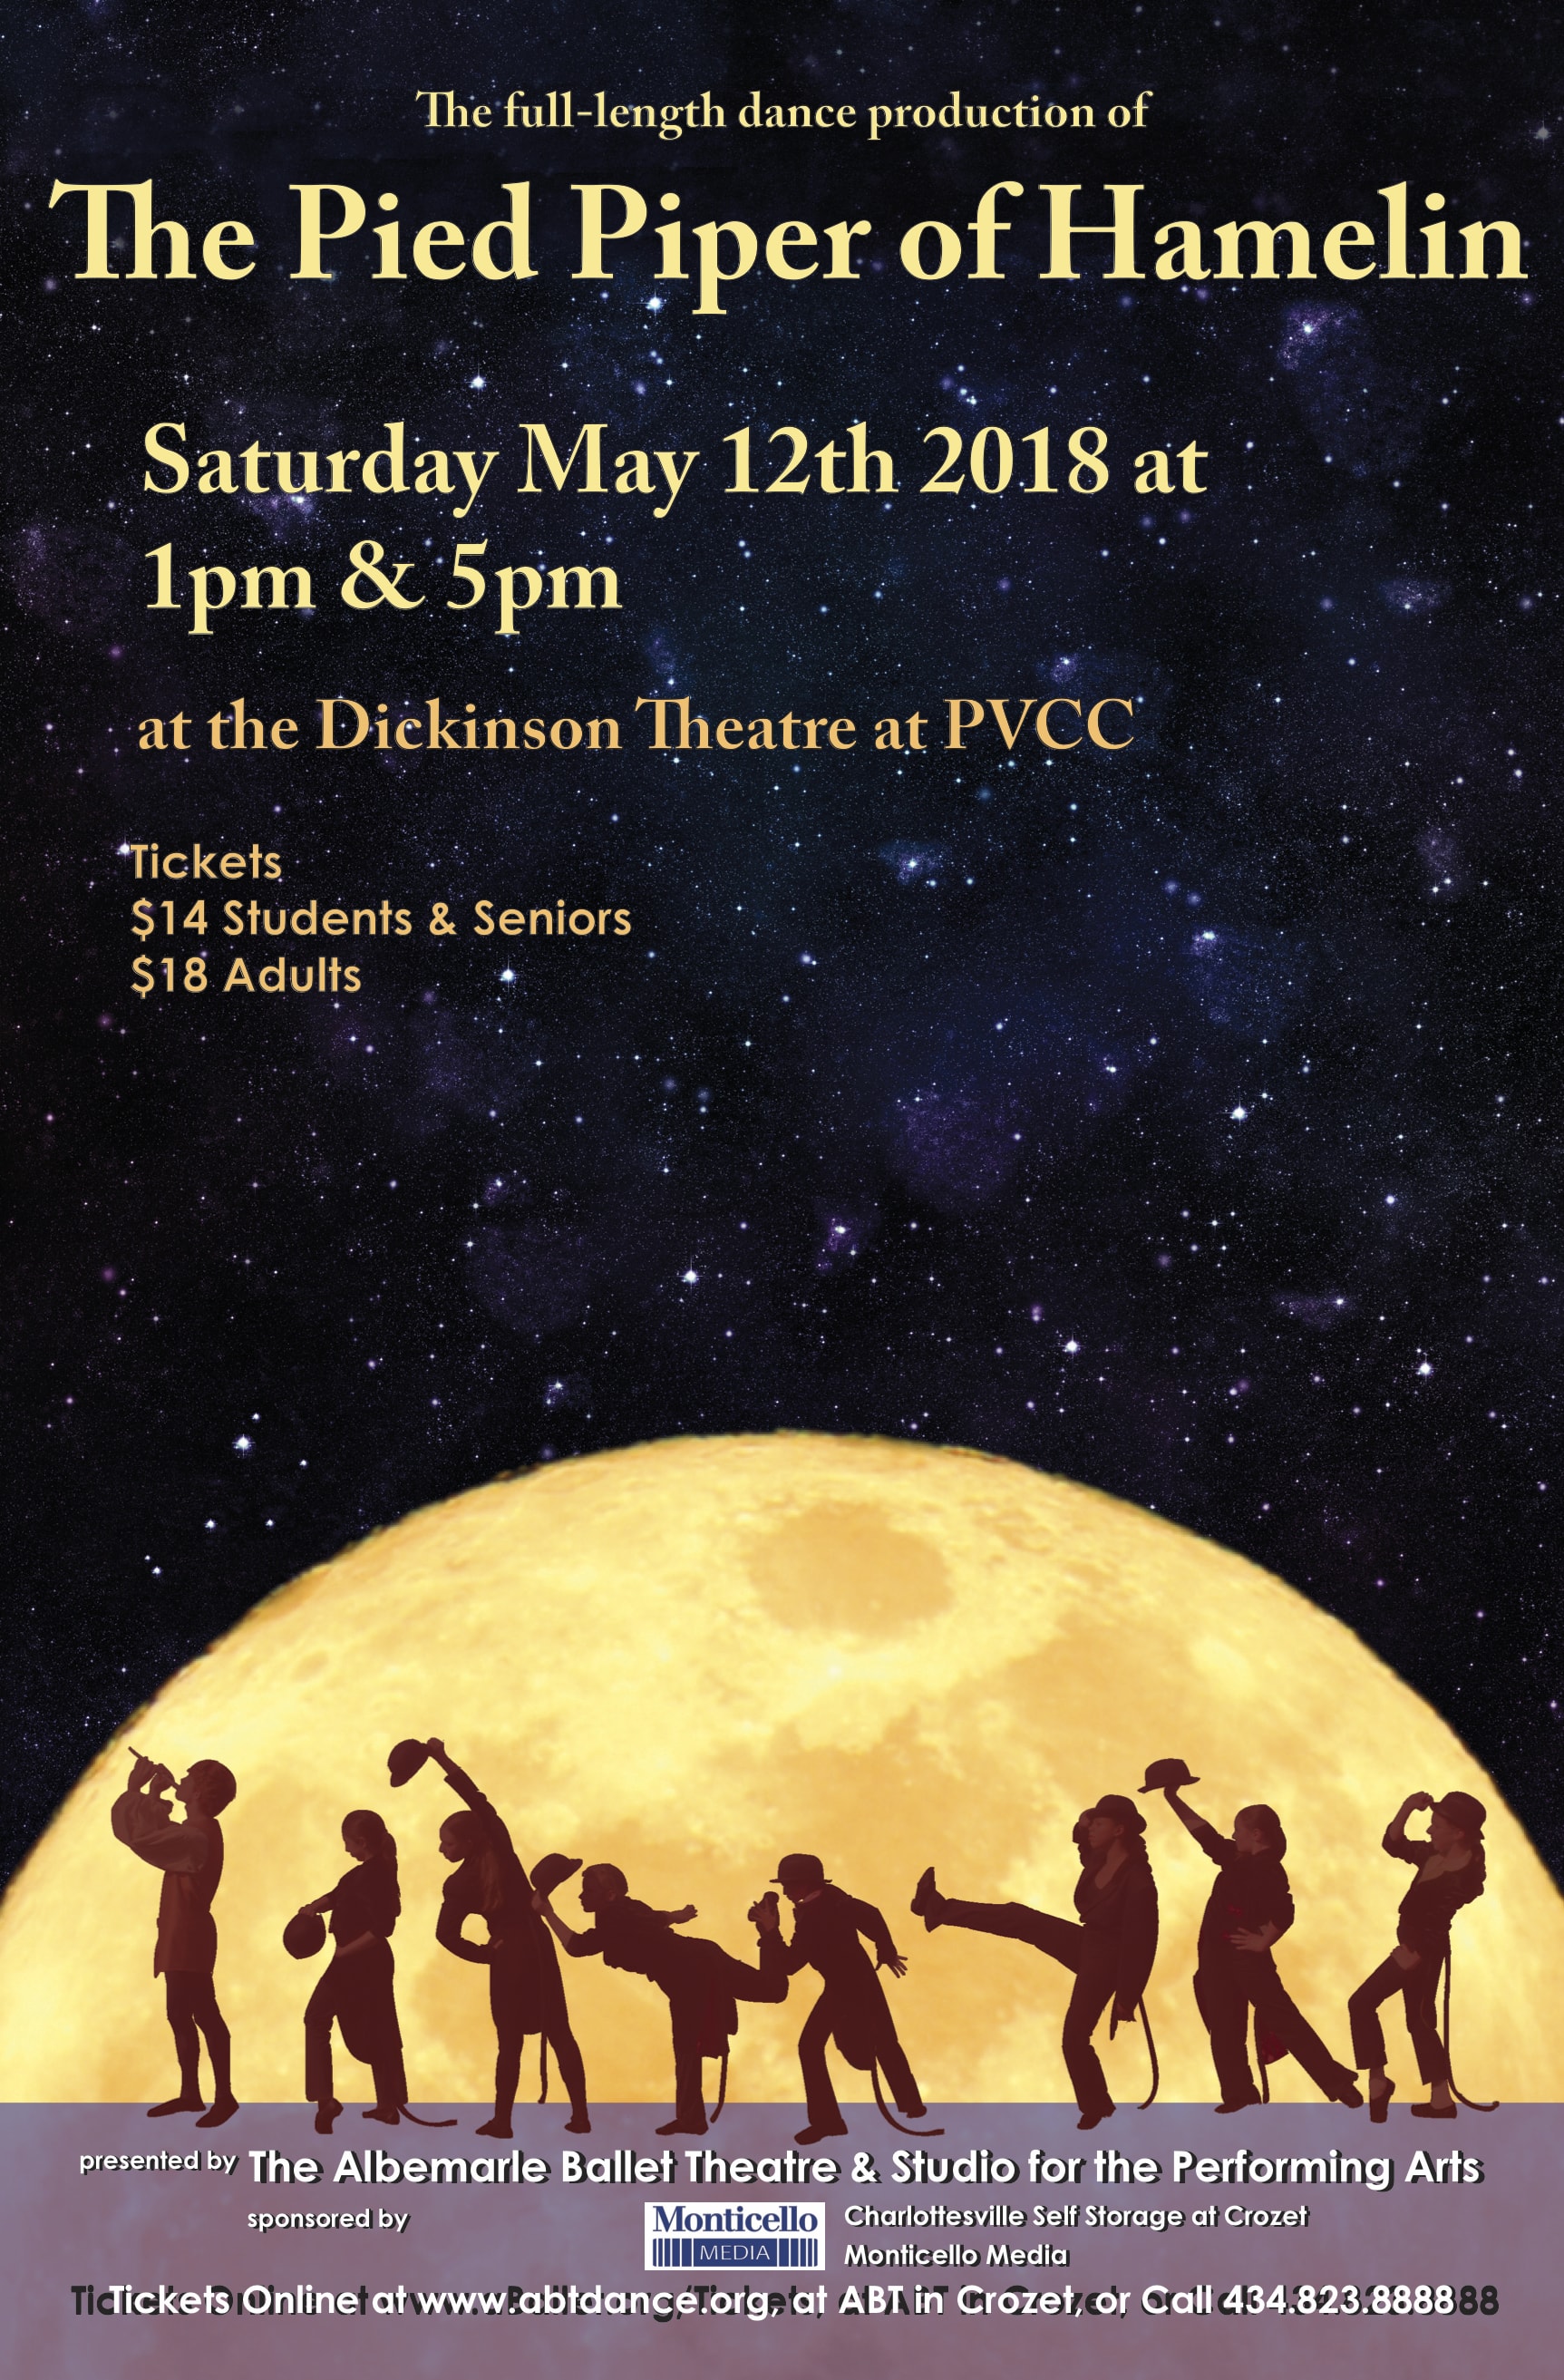 The full-length dance production of
The Pied Piper of Hamelin
Saturday May 12th 2018 at
1pm & 5pm
at the Dickinson Theatre at PVCC
Tickets
$14 Students & Seniors
$18 Adults
presented by The Albemarle Ballet Theatre & Studio for the Performing Arts
sponsored by
Monticello
MEDIA
Charlottesville Self Storage at Crozet
Monticello Media
Tickets Online at www.abtdance.org, at ABT in Crozet, or Call 434.823.8888